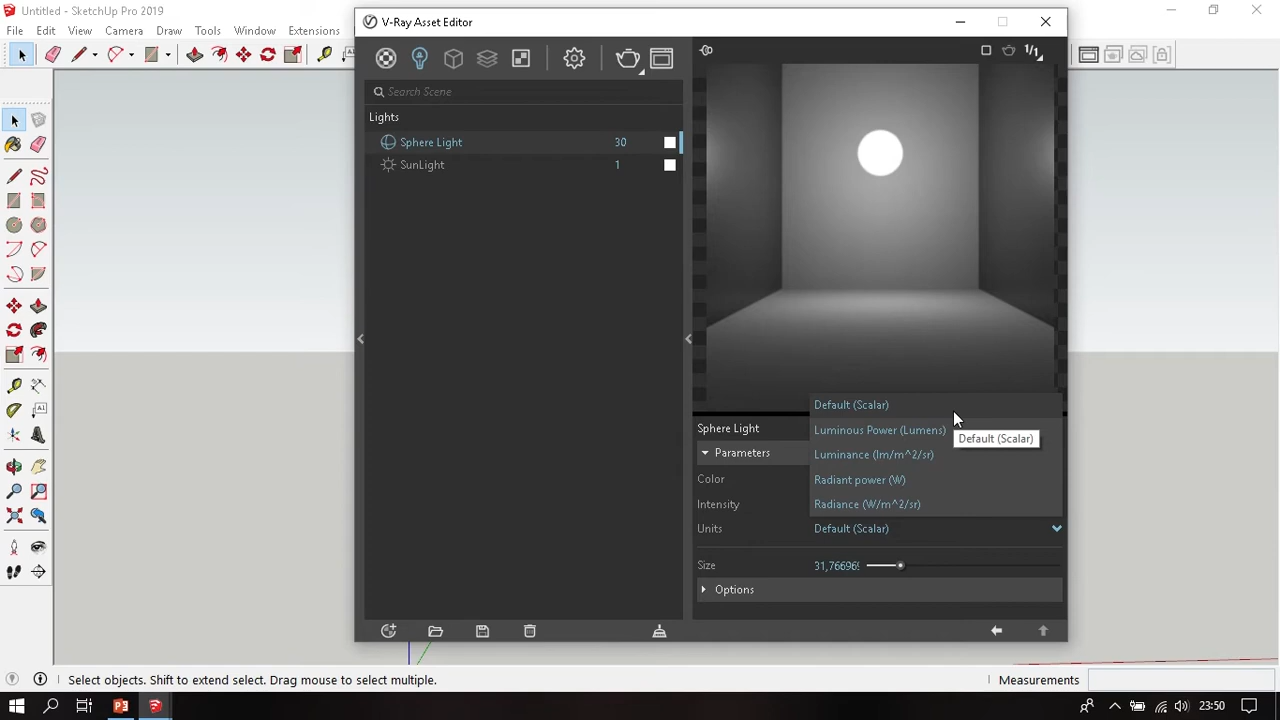 Untitled - SketchUp Pro 2019
File Edit View Camera Draw Tools Window Extensions
V-Ray Asset Editor
1/1
Search Scene
Lights
Sphere Light 30
SunLight 1
Sphere Light
Parameters
Color
Intensity
Units
Default (Scalar)
Luminous Power (Lumens)
Luminance (lm/m^2/sr)
Radiant power (W)
Radiance (W/m^2/sr)
Default (Scalar)
Default (Scalar)
Size
Options
Select objects. Shift to extend select. Drag mouse to select multiple.
Measurements
23:50